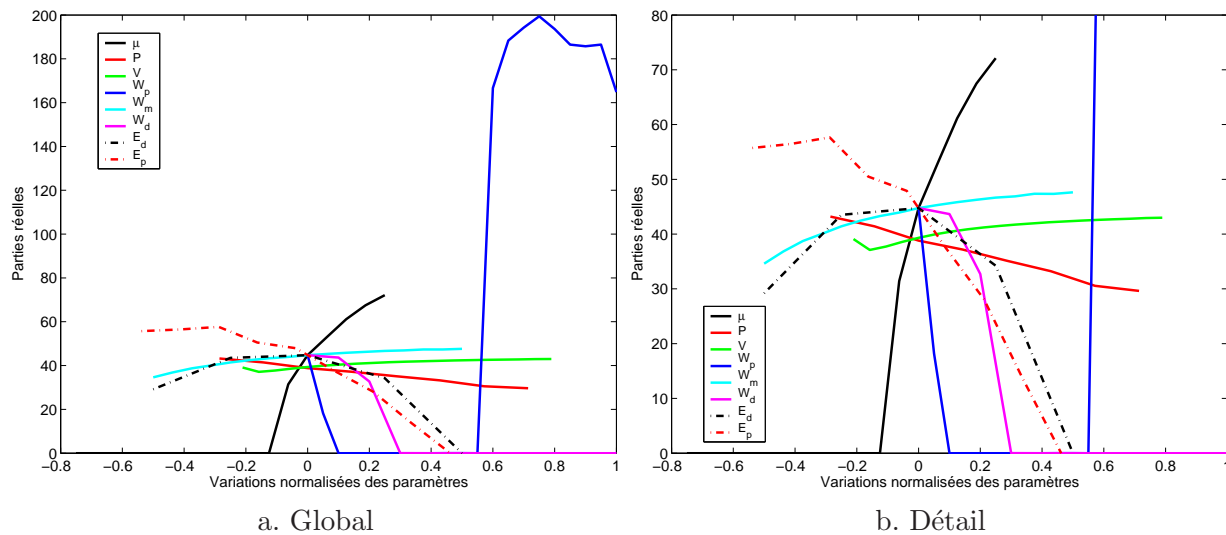 200
180
160
140
120
100
80
60
40
20
0
Parties réelles
μ
P
V
W_p
W_m
W_d
E_d
E_p
−0.8 −0.6 −0.4 −0.2 0 0.2 0.4 0.6 0.8 1
Variations normalisées des paramètres
a. Global
80
70
60
50
40
30
20
10
0
Parties réelles
μ
P
V
W_p
W_m
W_d
E_d
E_p
−0.8 −0.6 −0.4 −0.2 0 0.2 0.4 0.6 0.8 1
Variations normalisées des paramètres
b. Détail